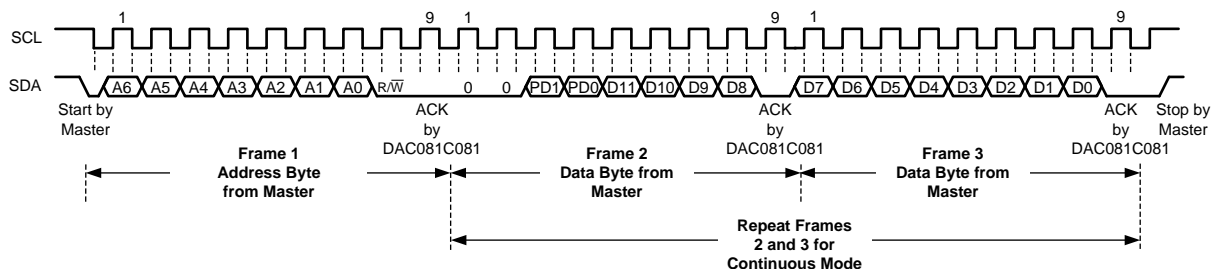 1 9 1 9 1 9
SCL
SDA A6 A5 A4 A3 A2 A1 A0 R/W̅ 0 0 PD1 PD0 D11 D10 D9 D8 D7 D6 D5 D4 D3 D2 D1 D0
Start by
Master
ACK
by
DAC081C081
ACK
by
DAC081C081
ACK
by
DAC081C081
Stop by
Master
Frame 1
Address Byte
from Master
Frame 2
Data Byte from
Master
Frame 3
Data Byte from
Master
Repeat Frames
2 and 3 for
Continuous Mode